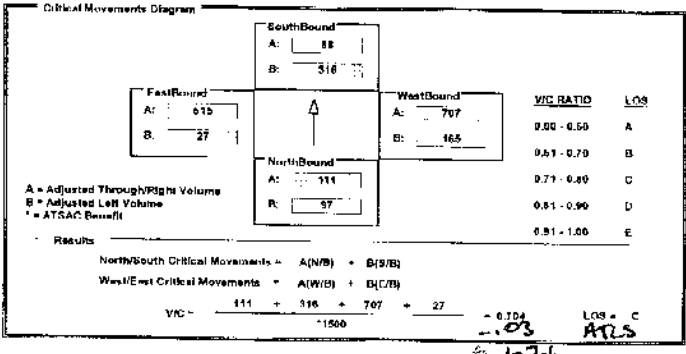 Critical Movements Diagram
SouthBound
A: 88
B: 316
EastBound
A: 615
B: 27
WestBound
A: 707
B: 165
NorthBound
A: 111
B: 97
V/C RATIO LOS
0.00 - 0.60 A
0.61 - 0.70 B
0.71 - 0.80 C
0.81 - 0.90 D
0.91 - 1.00 E
A = Adjusted Through/Right Volume
B = Adjusted Left Volume
* = ATSAC Benefit
Results
North/South Critical Movements = A(N/B) + B(S/B)
West/East Critical Movements = A(W/B) + B(E/B)
V/C = 111 + 316 + 707 + 27 = 0.704 LOS = C
*1500
-.03 ATCS